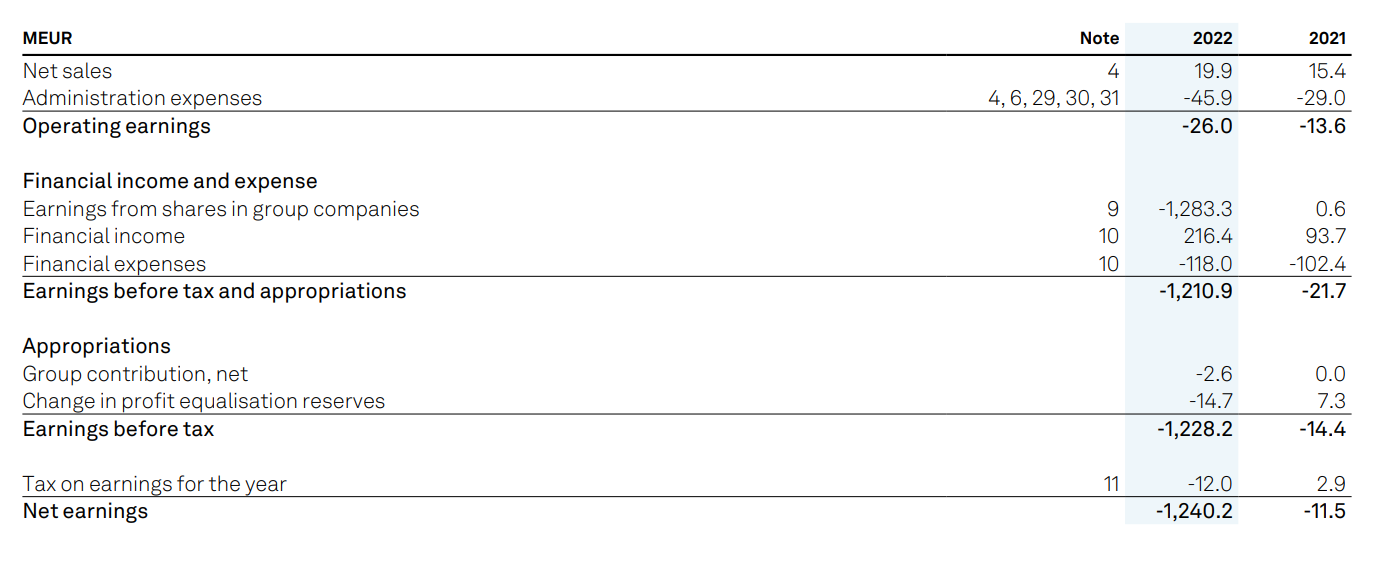 MEUR Note 2022 2021
Net sales 4 19.9 15.4
Administration expenses 4, 6, 29, 30, 31 -45.9 -29.0
Operating earnings -26.0 -13.6
Financial income and expense
Earnings from shares in group companies 9 -1,283.3 0.6
Financial income 10 216.4 93.7
Financial expenses 10 -118.0 -102.4
Earnings before tax and appropriations -1,210.9 -21.7
Appropriations
Group contribution, net -2.6 0.0
Change in profit equalisation reserves -14.7 7.3
Earnings before tax -1,228.2 -14.4
Tax on earnings for the year 11 -12.0 2.9
Net earnings -1,240.2 -11.5